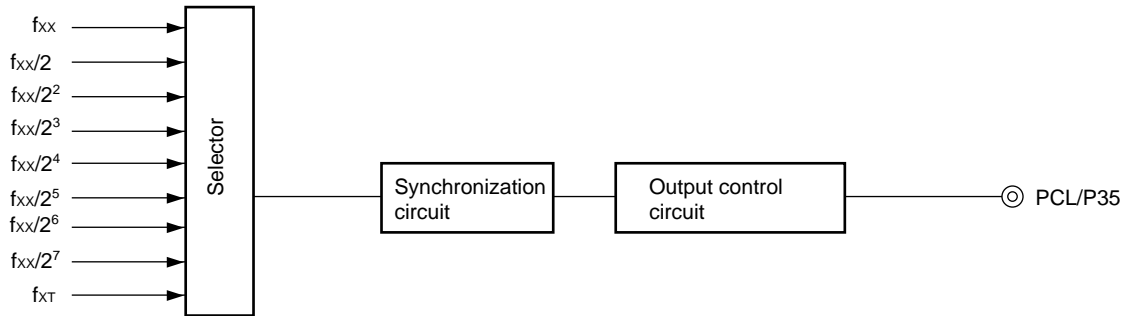 fXX
fXX/2
fXX/2²
fXX/2³
fXX/2⁴
fXX/2⁵
fXX/2⁶
fXX/2⁷
fXT
Selector
Synchronization
circuit
Output control
circuit
PCL/P35